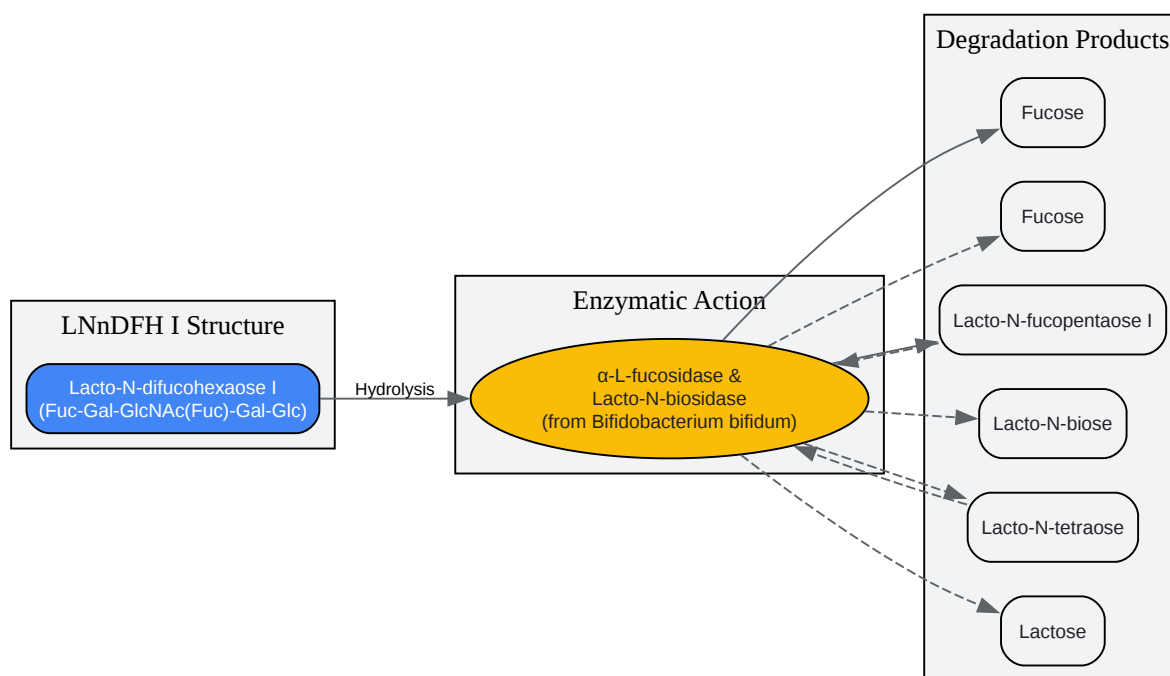 LNnDFH I Structure
Lacto-N-difucohexaose I
(Fuc-Gal-GlcNAc(Fuc)-Gal-Glc)
Hydrolysis
Enzymatic Action
α-L-fucosidase &
Lacto-N-biosidase
(from Bifidobacterium bifidum)
Degradation Products
Fucose
Fucose
Lacto-N-fucopentaose I
Lacto-N-biose
Lacto-N-tetraose
Lactose